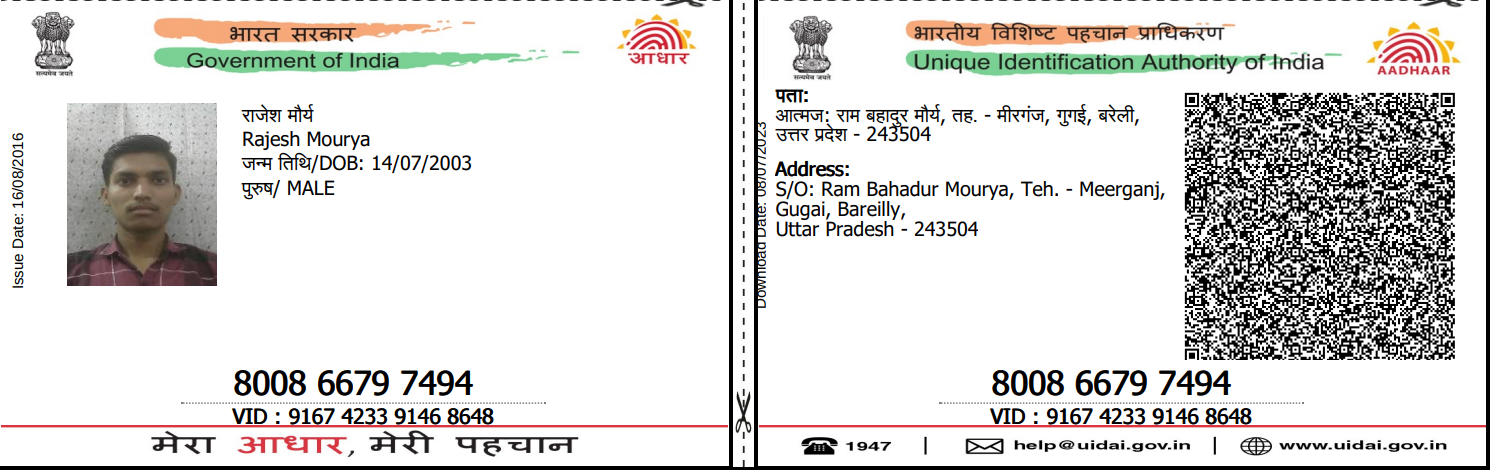 सत्यमेव जयते
भारत सरकार
Government of India
आधार
Issue Date: 16/08/2016
राजेश मौर्य
Rajesh Mourya
जन्म तिथि/DOB: 14/07/2003
पुरुष/ MALE
8008 6679 7494
VID : 9167 4233 9146 8648
मेरा आधार, मेरी पहचान
सत्यमेव जयते
भारतीय विशिष्ट पहचान प्राधिकरण
Unique Identification Authority of India
AADHAAR
Download Date: 08/07/2023
पता:
आत्मज: राम बहादुर मौर्य, तह. - मीरगंज, गुगई, बरेली,
उत्तर प्रदेश - 243504
Address:
S/O: Ram Bahadur Mourya, Teh. - Meerganj,
Gugai, Bareilly,
Uttar Pradesh - 243504
8008 6679 7494
VID : 9167 4233 9146 8648
1947 | help@uidai.gov.in | www.uidai.gov.in